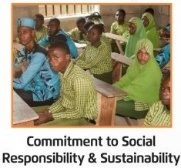 Commitment to Social
Responsibility & Sustainability